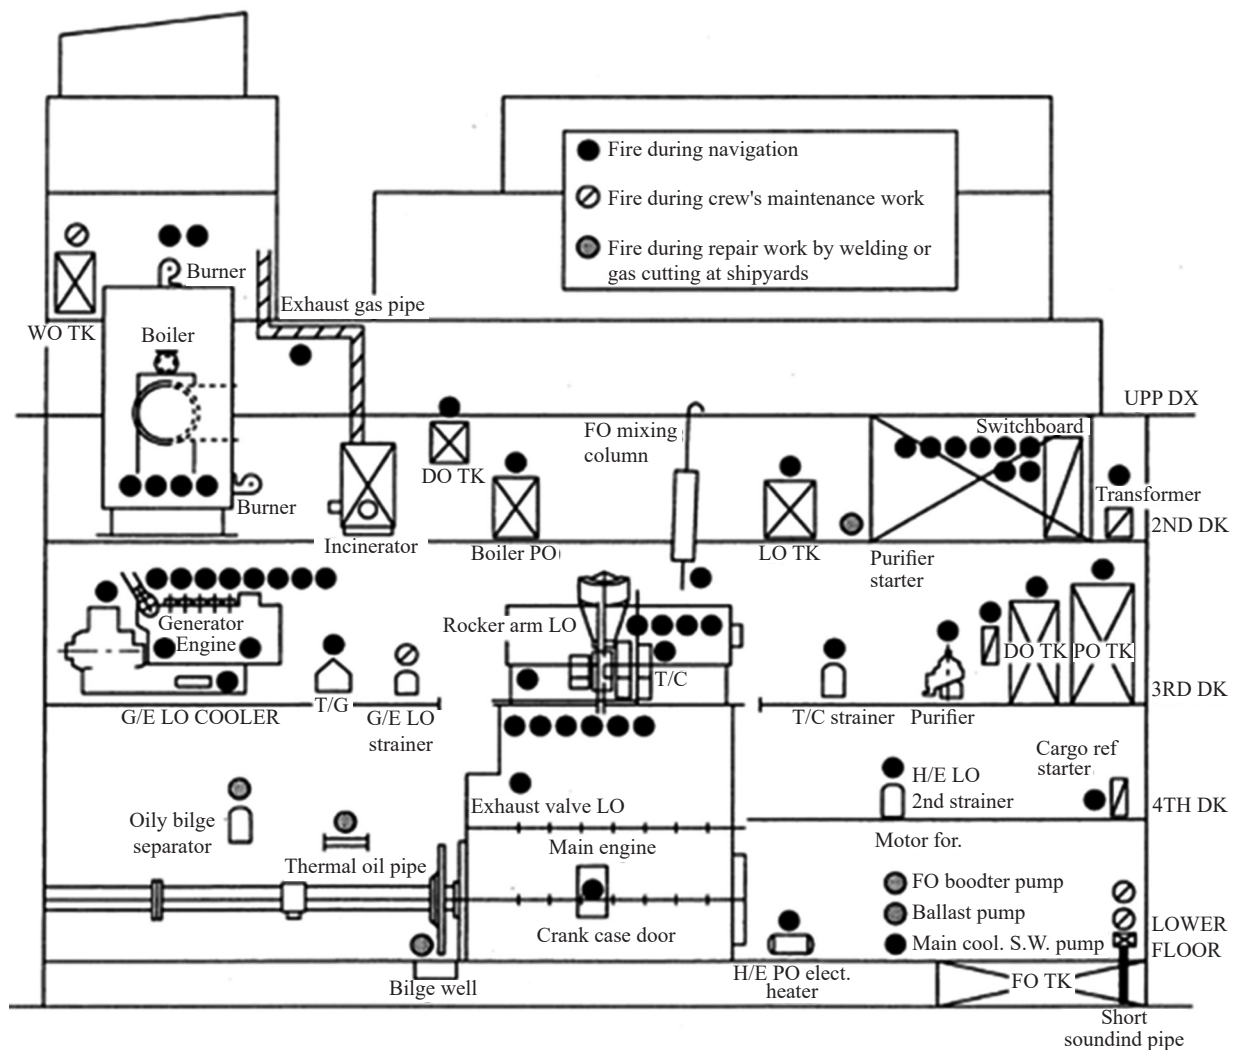 Fire during navigation
Fire during crew's maintenance work
Fire during repair work by welding or
gas cutting at shipyards
Burner
Exhaust gas pipe
WO TK
Boiler
UPP DX
FO mixing
column
Switchboard
DO TK
Burner
Transformer
2ND DK
Incinerator
Boiler PO
LO TK
Purifier
starter
Generator
Engine
Rocker arm LO
T/C
DO TK
PO TK
3RD DK
G/E LO COOLER
T/G
G/E LO
strainer
T/C strainer
Purifier
Cargo ref
starter
H/E LO
2nd strainer
4TH DK
Exhaust valve LO
Oily bilge
separator
Motor for.
Main engine
Thermal oil pipe
FO boodter pump
Ballast pump
Main cool. S.W. pump
LOWER
FLOOR
Crank case door
H/E PO elect.
heater
FO TK
Bilge well
Short
soundind pipe